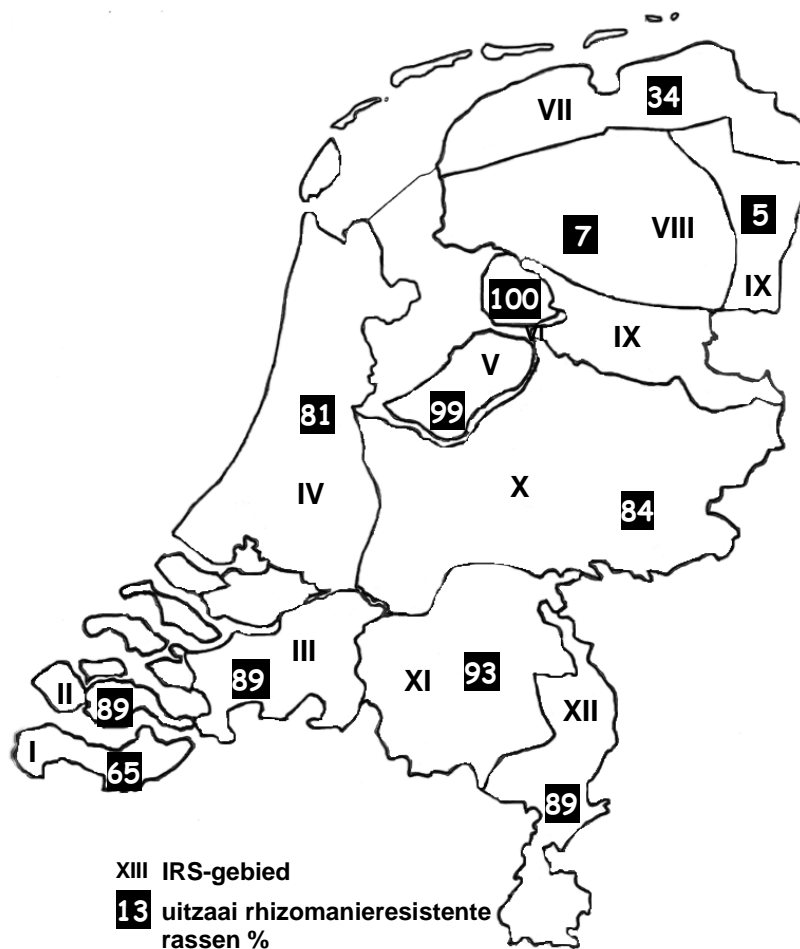 VII
34
VIII
7
5
IX
100
VI
IX
V
99
81
IV
X
84
III
89
XI
93
II
89
XII
I
65
89
XIII IRS-gebied
13 uitzaai rhizomanieresistente
rassen %